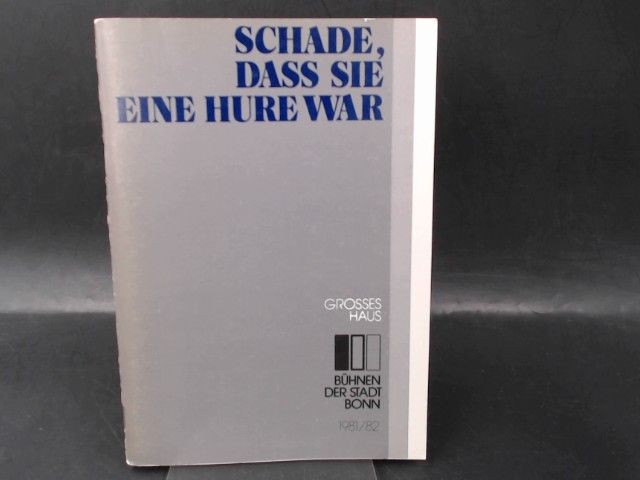 SCHADE,
DASS SIE
EINE HURE WAR
GROSSES
HAUS
BÜHNEN
DER STADT
BONN
1981/82